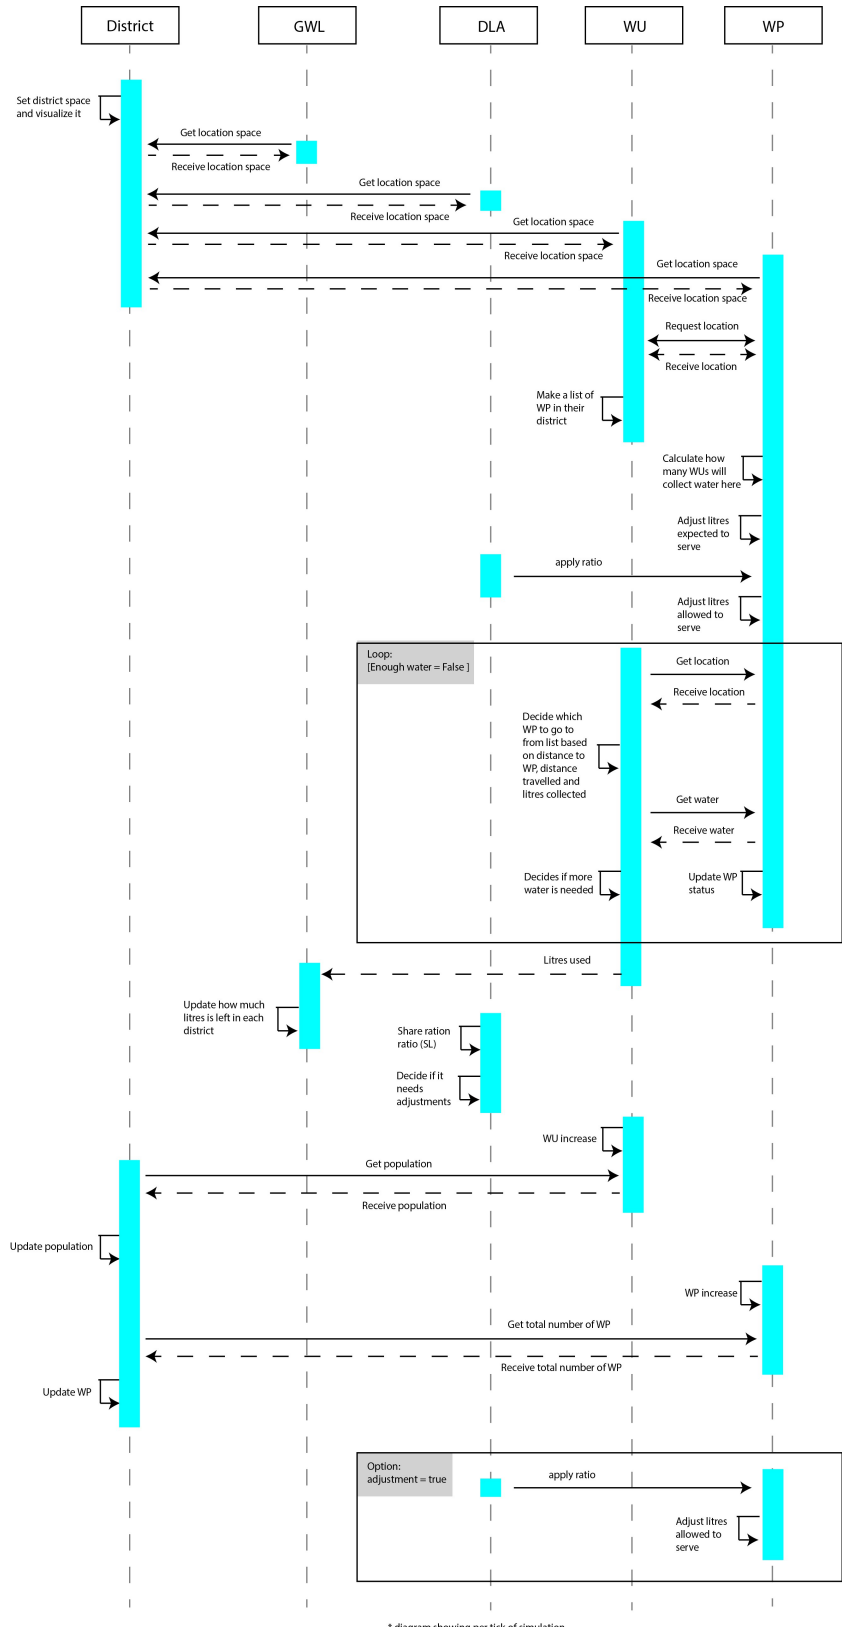 District
GWL
DLA
WU
WP
Set district space
and visualize it
Get location space
Receive location space
Get location space
Receive location space
Get location space
Receive location space
Get location space
Receive location space
Request location
Receive location
Make a list of
WP in their
district
Calculate how
many WUs will
collect water here
Adjust litres
expected to
serve
apply ratio
Adjust litres
allowed to
serve
Loop:
[Enough water = False ]
Get location
Receive location
Decide which
WP to go to
from list based
on distance to
WP, distance
travelled and
litres collected
Get water
Receive water
Decides if more
water is needed
Update WP
status
Litres used
Update how much
litres is left in each
district
Share ration
ratio (SL)
Decide if it
needs
adjustments
WU increase
Get population
Receive population
Update population
WP increase
Get total number of WP
Receive total number of WP
Update WP
Option:
adjustment = true
apply ratio
Adjust litres
allowed to
serve
* diagram showing per tick of simulation